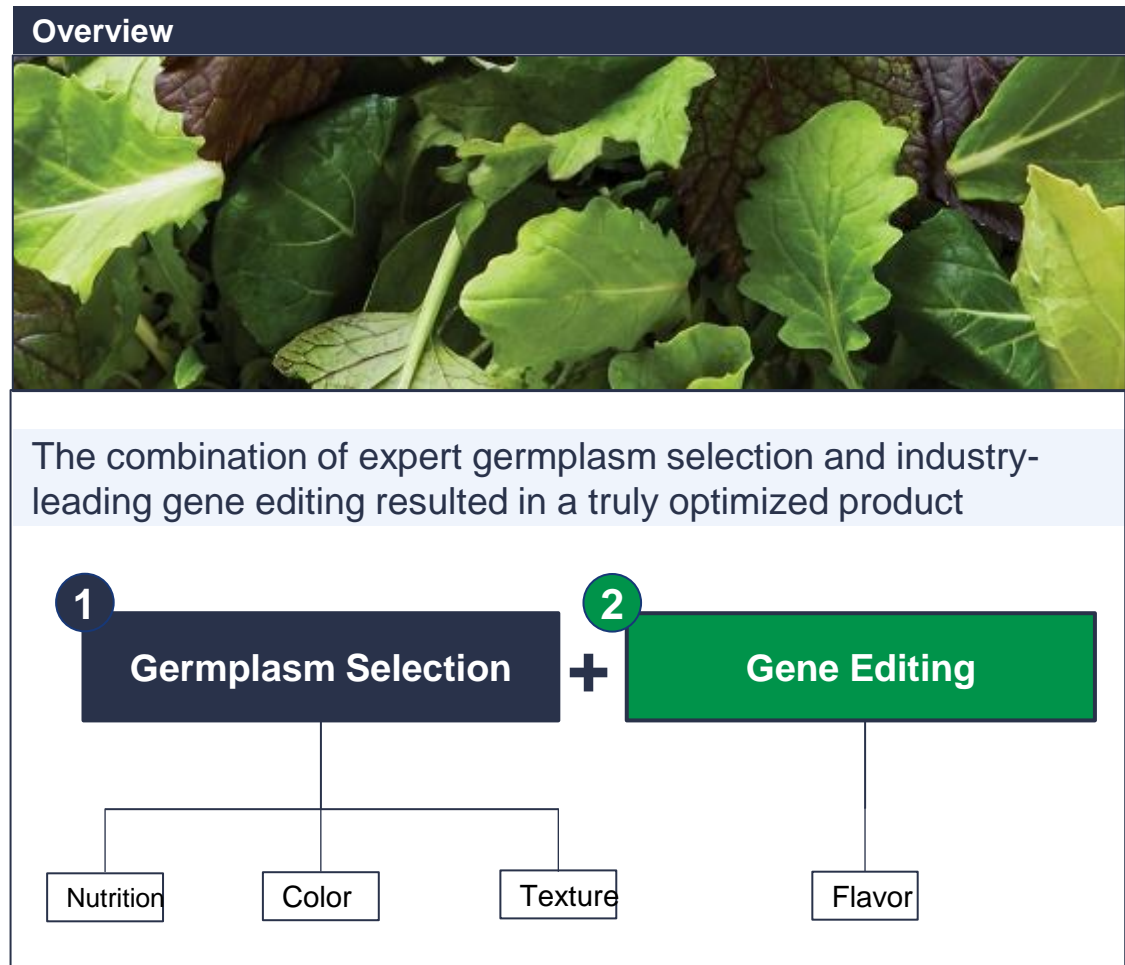 Overview
The combination of expert germplasm selection and industry-
leading gene editing resulted in a truly optimized product
1
2
Germplasm Selection
+
Gene Editing
Nutrition
Color
Texture
Flavor